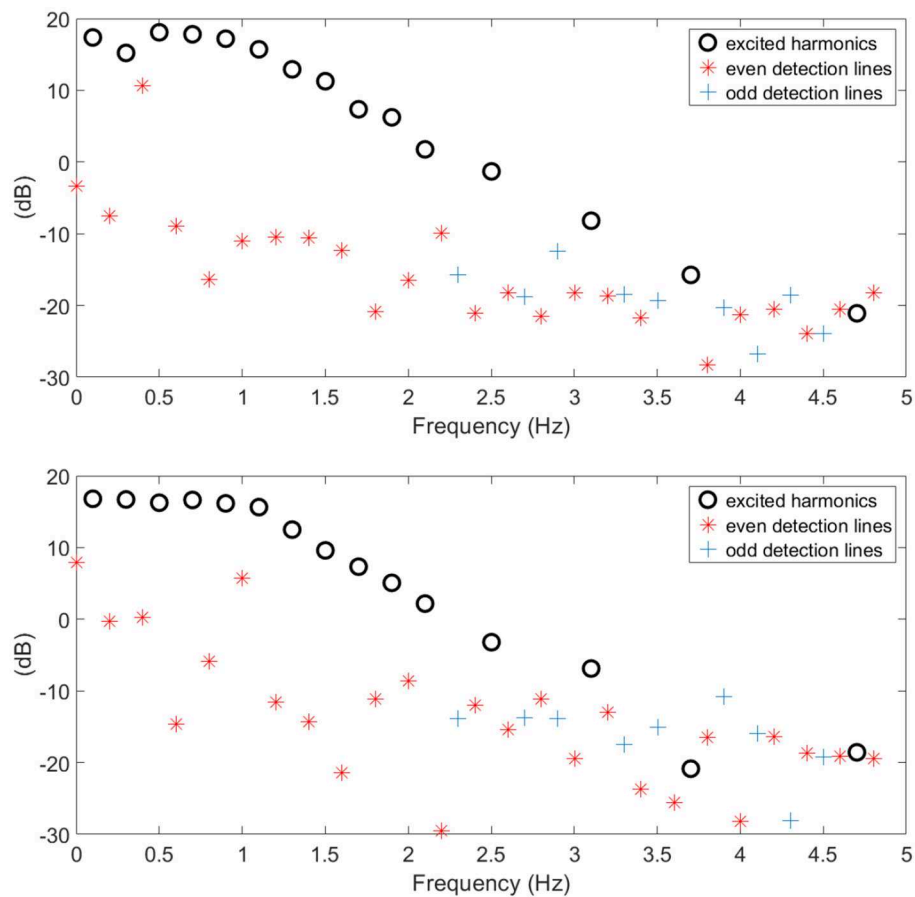 20
10
0
-10
-20
-30
(dB)
excited harmonics
even detection lines
odd detection lines
0 0.5 1 1.5 2 2.5 3 3.5 4 4.5 5
Frequency (Hz)
20
10
0
-10
-20
-30
(dB)
excited harmonics
even detection lines
odd detection lines
0 0.5 1 1.5 2 2.5 3 3.5 4 4.5 5
Frequency (Hz)